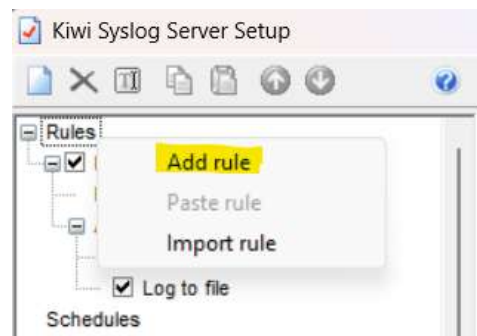 Kiwi Syslog Server Setup
Rules
Add rule
Paste rule
Import rule
Log to file
Schedules